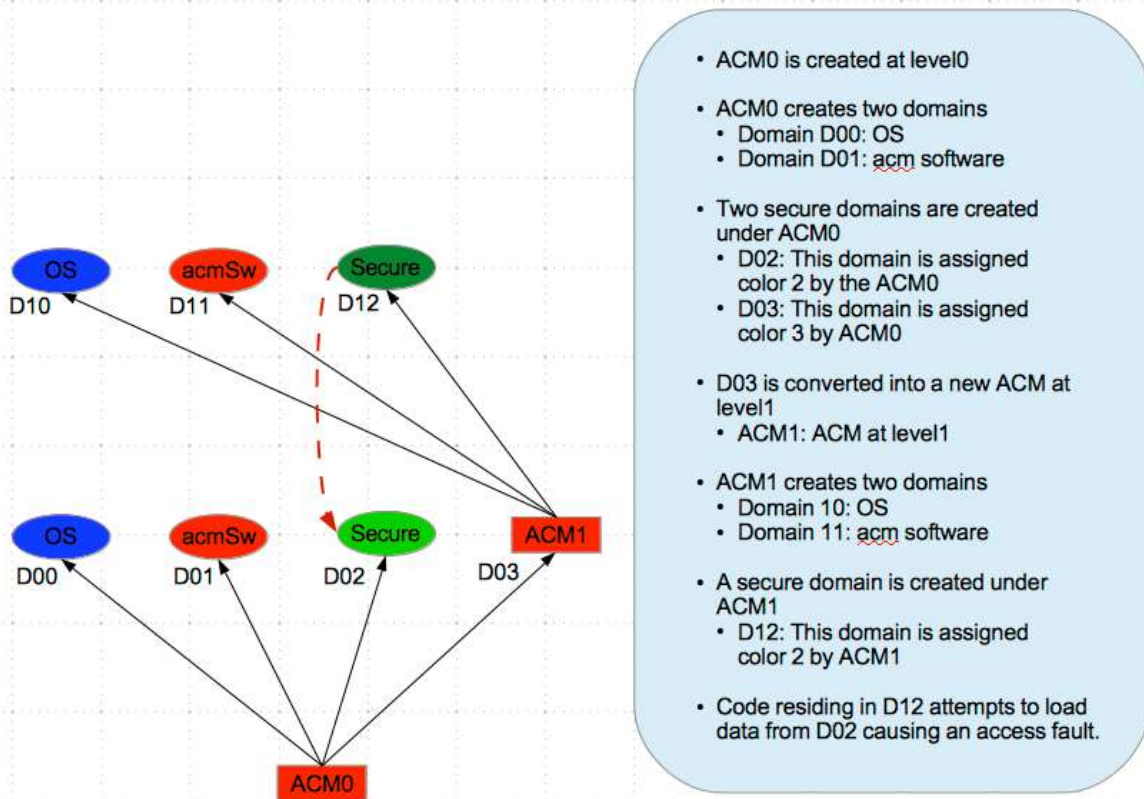 OS
acmSw
Secure
D10
D11
D12
OS
acmSw
Secure
ACM1
D00
D01
D02
D03
ACM0
• ACM0 is created at level0
• ACM0 creates two domains
• Domain D00: OS
• Domain D01: acm software
• Two secure domains are created
under ACM0
• D02: This domain is assigned
color 2 by the ACM0
• D03: This domain is assigned
color 3 by ACM0
• D03 is converted into a new ACM at
level1
• ACM1: ACM at level1
• ACM1 creates two domains
• Domain 10: OS
• Domain 11: acm software
• A secure domain is created under
ACM1
• D12: This domain is assigned
color 2 by ACM1
• Code residing in D12 attempts to load
data from D02 causing an access fault.